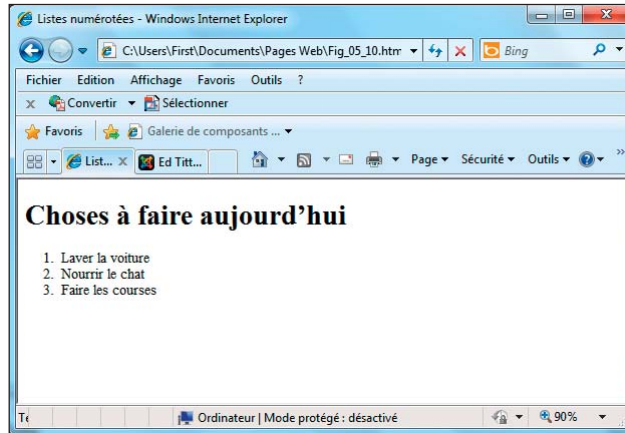 Listes numérotées - Windows Internet Explorer
C:\Users\First\Documents\Pages Web\Fig_05_10.htm Bing
Fichier Edition Affichage Favoris Outils ?
x Convertir Sélectionner
Favoris Galerie de composants ...
List... Ed Titt... Page Sécurité Outils »
Choses à faire aujourd’hui
1. Laver la voiture
2. Nourrir le chat
3. Faire les courses
Ordinateur | Mode protégé : désactivé 90%